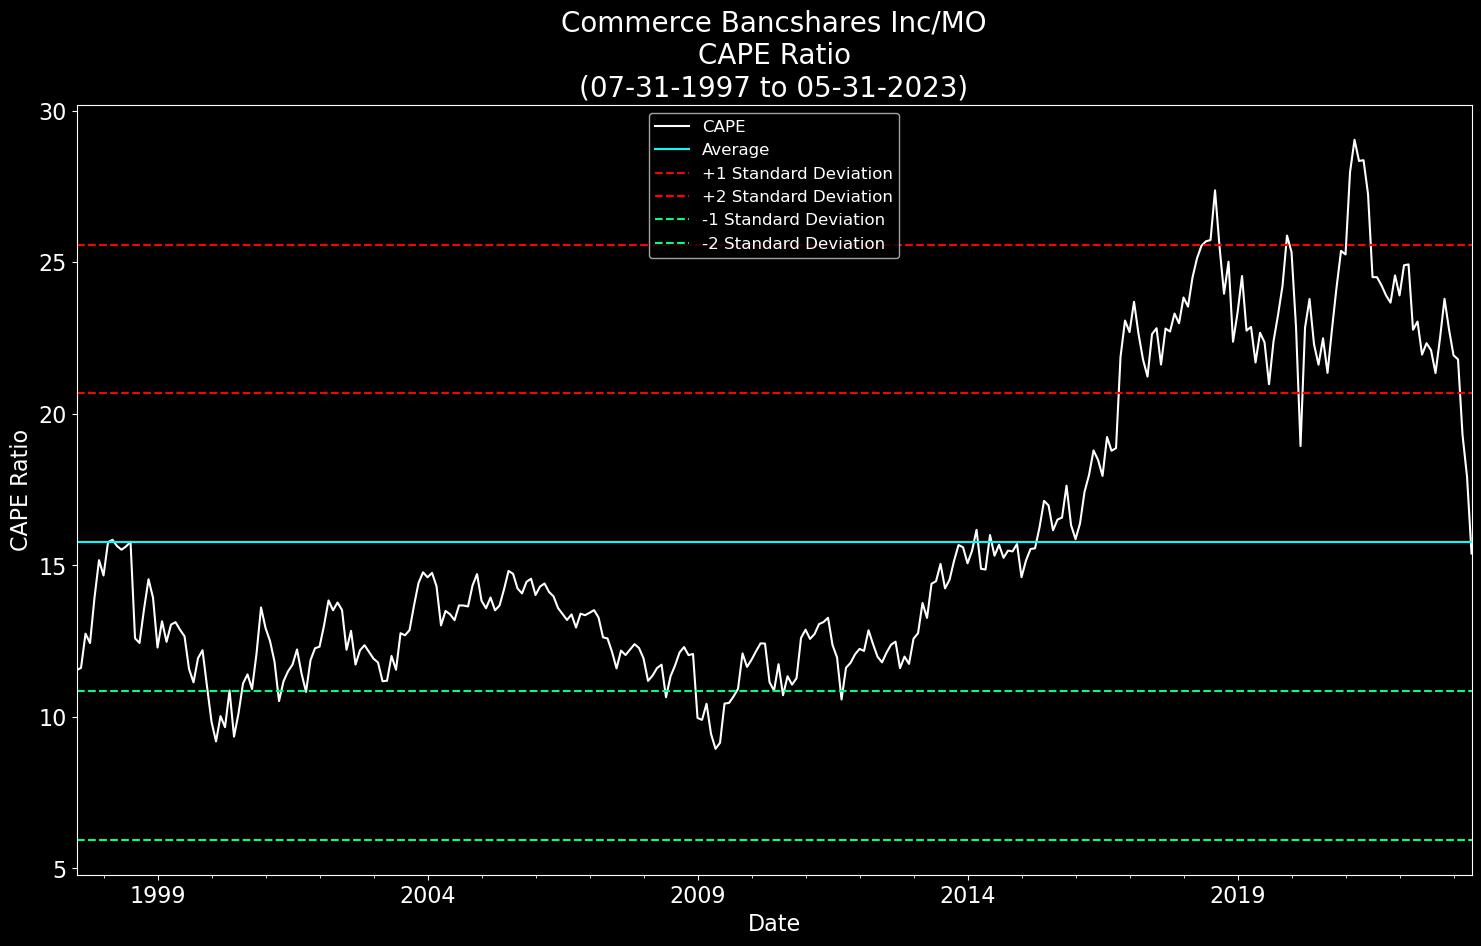 Commerce Bancshares Inc/MO
CAPE Ratio
(07-31-1997 to 05-31-2023)
30
CAPE
Average
+1 Standard Deviation
+2 Standard Deviation
-1 Standard Deviation
-2 Standard Deviation
25
20
CAPE Ratio
15
10
5
1999 2004 2009 2014 2019
Date